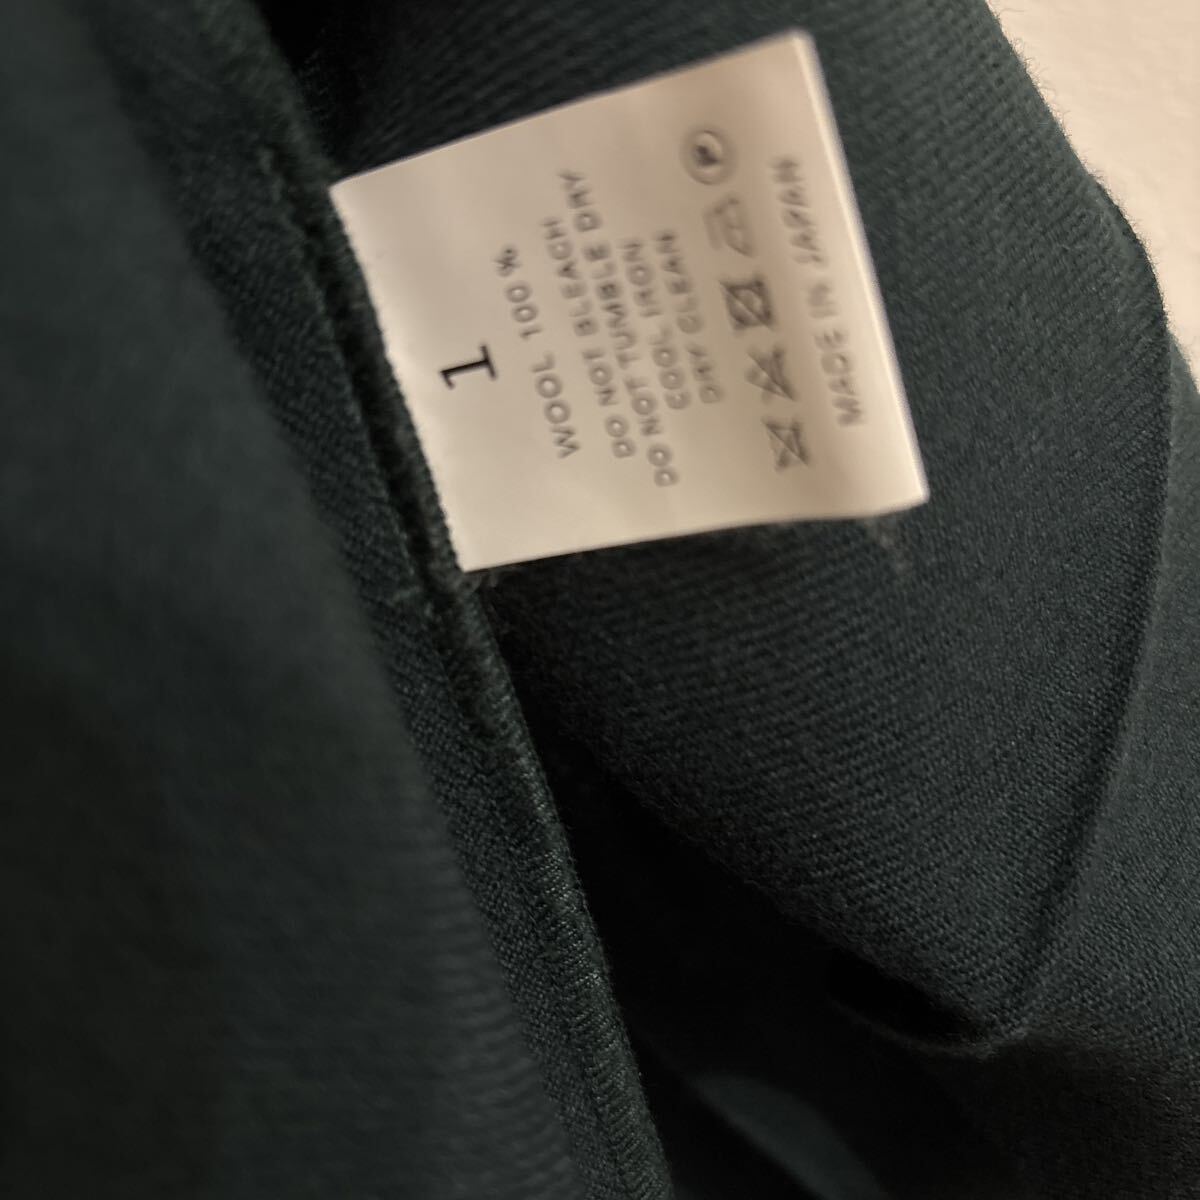 1
WOOL 100%
DO NOT BLEACH
DO NOT TUMBLE DRY
COOL IRON
DRY CLEAN
P
MADE IN JAPAN